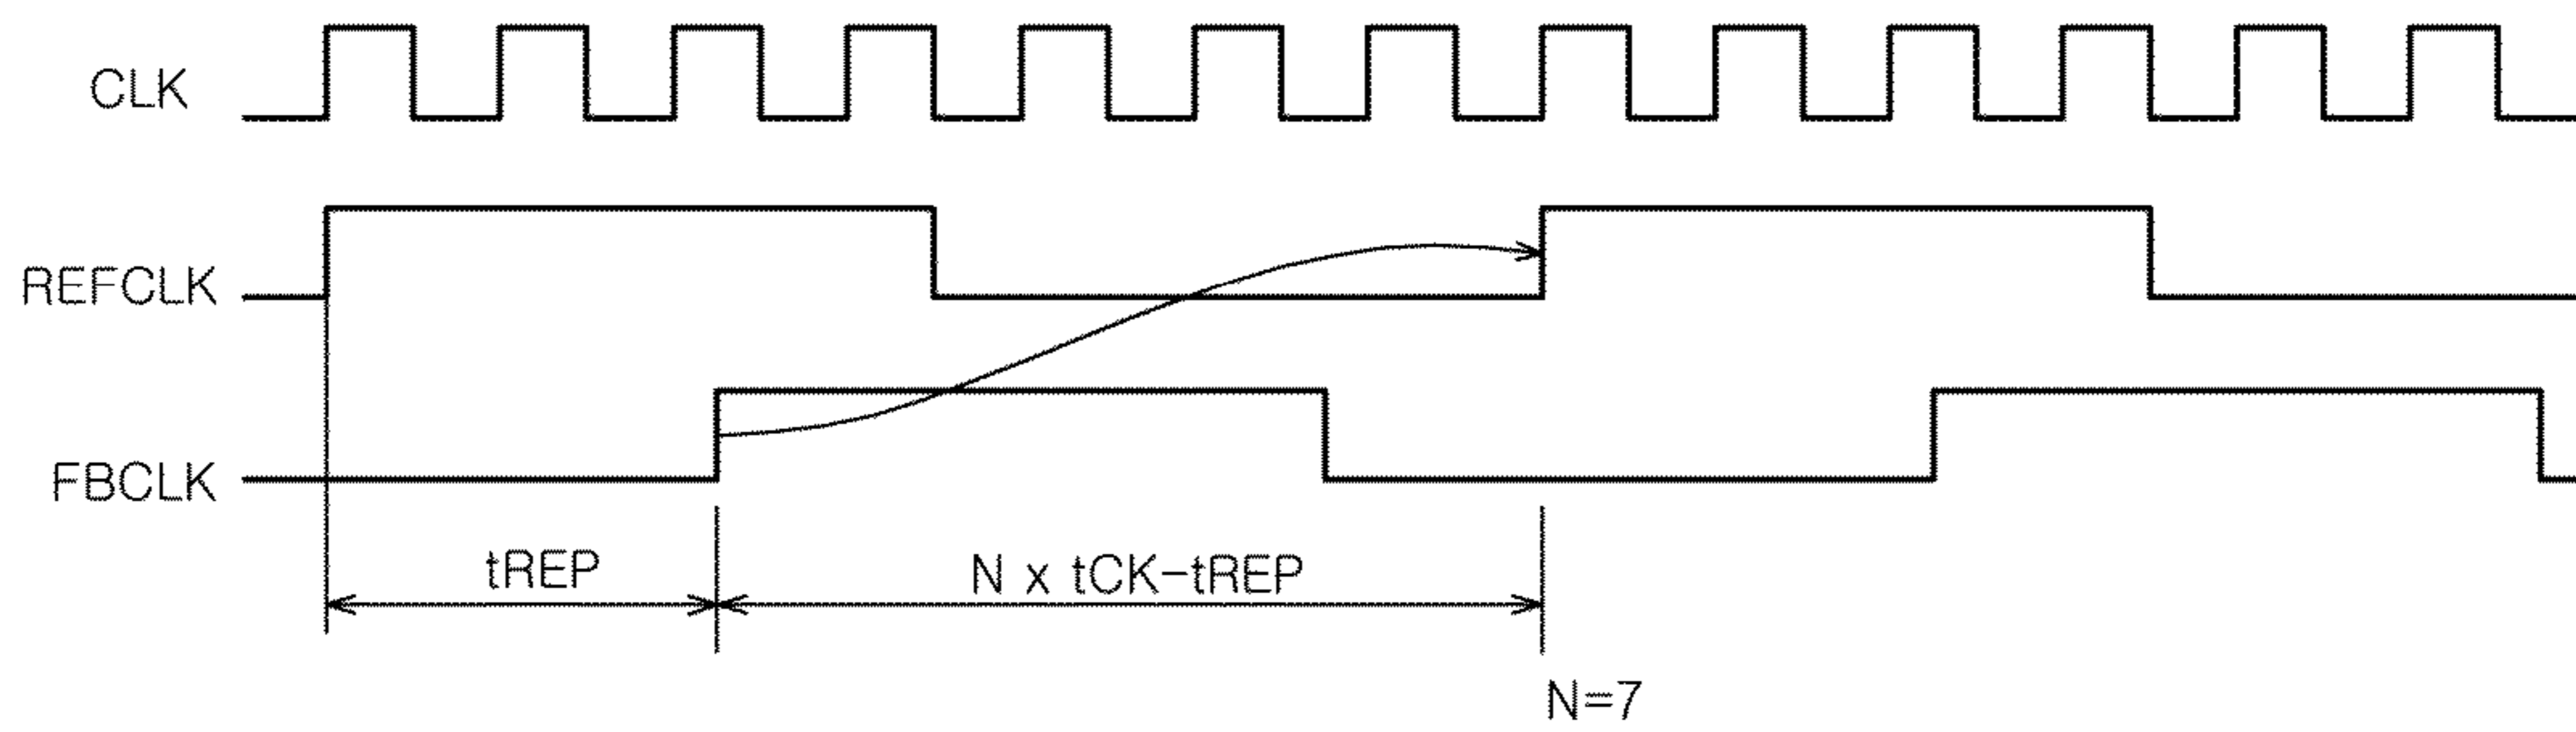 CLK
REFCLK
FBCLK
tREP
N x tCK-tREP
N=7